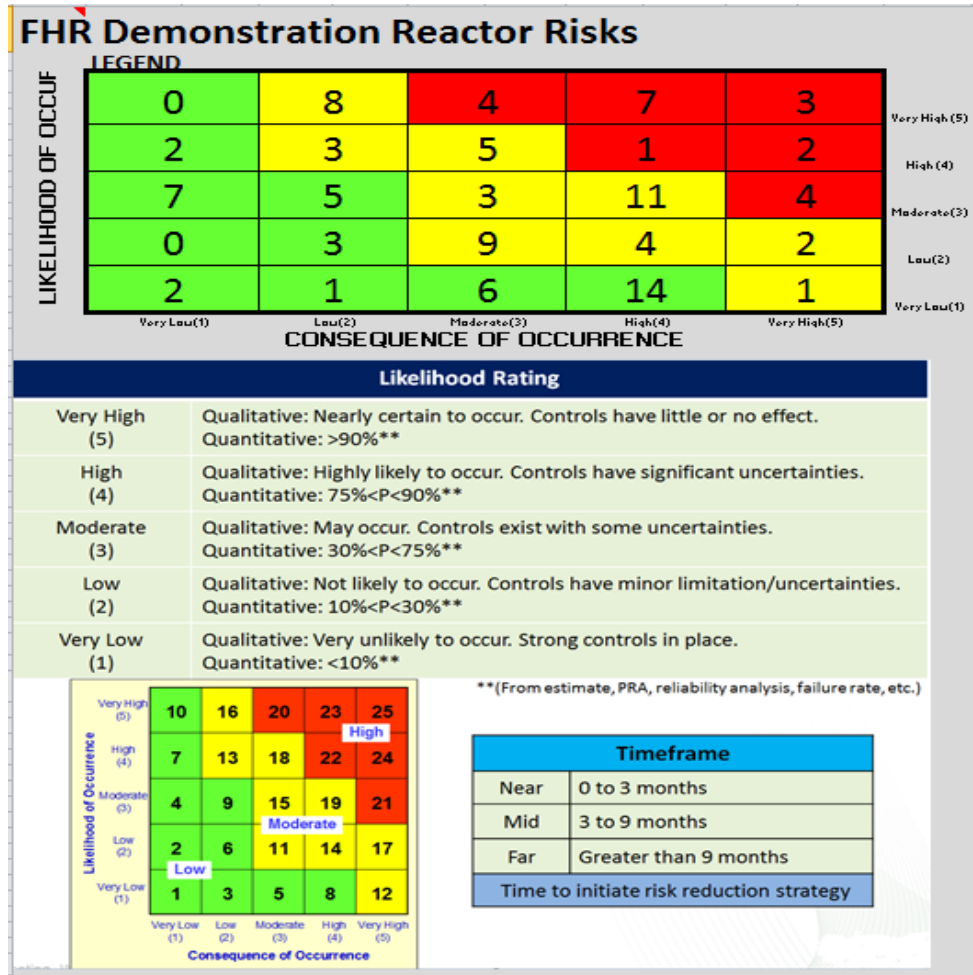 FHR Demonstration Reactor Risks
LEGEND
LIKELIHOOD OF OCCUF
0 8 4 7 3 Very High(5)
2 3 5 1 2 High(4)
7 5 3 11 4 Moderate(3)
0 3 9 4 2 Low(2)
2 1 6 14 1 Very Low(1)
Very Low(1) Low(2) Moderate(3) High(4) Very High(5)
CONSEQUENCE OF OCCURRENCE
Likelihood Rating
Very High Qualitative: Nearly certain to occur. Controls have little or no effect.
(5) Quantitative: >90%**
High Qualitative: Highly likely to occur. Controls have significant uncertainties.
(4) Quantitative: 75%<P<90%**
Moderate Qualitative: May occur. Controls exist with some uncertainties.
(3) Quantitative: 30%<P<75%**
Low Qualitative: Not likely to occur. Controls have minor limitation/uncertainties.
(2) Quantitative: 10%<P<30%**
Very Low Qualitative: Very unlikely to occur. Strong controls in place.
(1) Quantitative: <10%**
**(From estimate, PRA, reliability analysis, failure rate, etc.)
Likelihood of Occurrence
Very High (5) 10 16 20 23 25
High
High (4) 7 13 18 22 24
Moderate (3) 4 9 15 19 21
Moderate
Low (2) 2 6 11 14 17
Low
Very Low (1) 1 3 5 8 12
Very Low Low Moderate High Very High
(1) (2) (3) (4) (5)
Consequence of Occurrence
Timeframe
Near 0 to 3 months
Mid 3 to 9 months
Far Greater than 9 months
Time to initiate risk reduction strategy